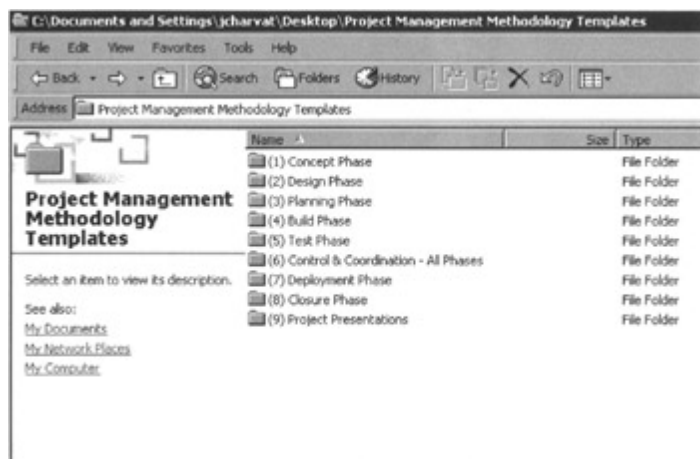 C:\Documents and Settings\jcharvat\Desktop\Project Management Methodology Templates
File Edit View Favorites Tools Help
Back Search Folders History
Address Project Management Methodology Templates
Name Size Type
(1) Concept Phase File Folder
(2) Design Phase File Folder
(3) Planning Phase File Folder
(4) Build Phase File Folder
(5) Test Phase File Folder
(6) Control & Coordination - All Phases File Folder
(7) Deployment Phase File Folder
(8) Closure Phase File Folder
(9) Project Presentations File Folder
Project Management
Methodology
Templates
Select an item to view its description.
See also:
My Documents
My Network Places
My Computer